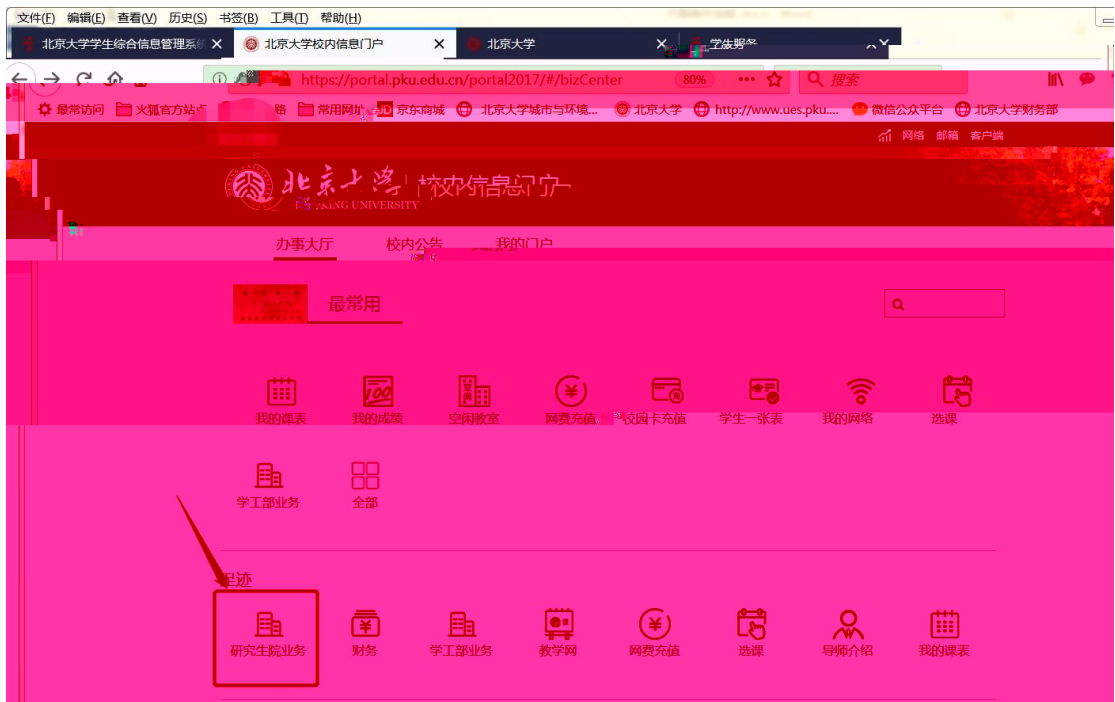 文件(F) 编辑(E) 查看(V) 历史(S) 书签(B) 工具(T) 帮助(H)
北京大学学生综合信息管理系统 北京大学校内信息门户 北京大学
https://portal.pku.edu.cn/portal2017/#/bizCenter 80% 搜索
最常访问 火狐官方站点 常用网址 JD 京东商城 北京大学城市与环境... 北京大学 http://www.ues.pku.... 微信公众平台 北京大学财务部
网络 邮箱 客户端
北京大学 校内信息门户
UNIVERSITY
办事大厅 校内公告 我的门户
最常用
我的课表 我的成绩 空闲教室 网费充值 校园卡充值 学生一张表 我的网络 选课
学工部业务 全部
足迹
研究生院业务 财务 学工部业务 教学网 网费充值 选课 导师介绍 我的课表